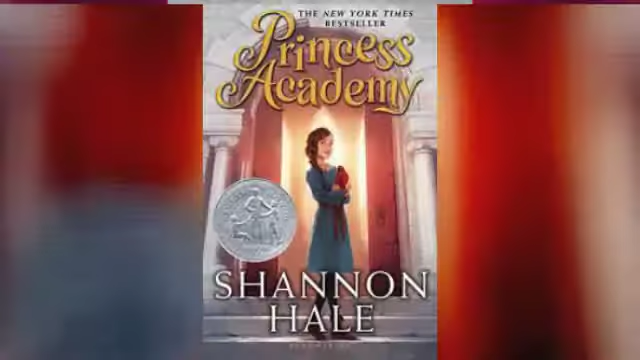 THE NEW YORK TIMES
BESTSELLER
Princess
Academy
SHANNON
HALE